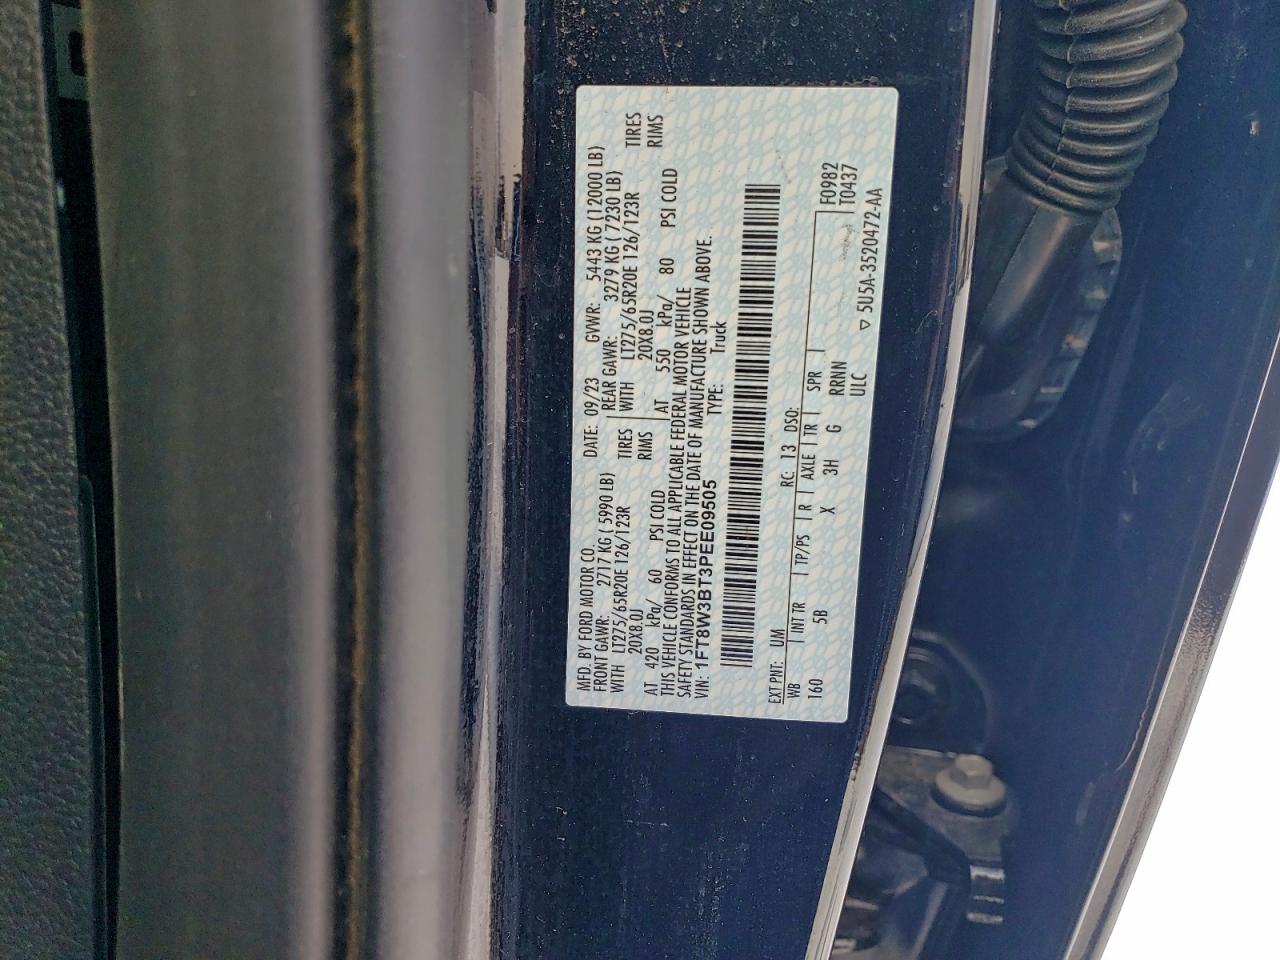 MFD. BY FORD MOTOR CO.
DATE: 09/23 GVWR: 5443 KG (12000 LB)
FRONT GAWR: 2717 KG ( 5990 LB) REAR GAWR: 3279 KG ( 7230 LB)
WITH LT275/65R20E 126/123R TIRES WITH LT275/65R20E 126/123R TIRES
20X8.0J RIMS 20X8.0J RIMS
AT 420 kPa/ 60 PSI COLD AT 550 kPa/ 80 PSI COLD
THIS VEHICLE CONFORMS TO ALL APPLICABLE FEDERAL MOTOR VEHICLE
SAFETY STANDARDS IN EFFECT ON THE DATE OF MANUFACTURE SHOWN ABOVE.
VIN: 1FT8W3BT3PEE09505 TYPE: Truck
EXT PNT: UM RC: 13 DSO: F0982
WB INT TR TP/PS R AXLE TR SPR T0437
160 5B X 3H G RRNN
ULC
▽ 5U5A-3520472-AA